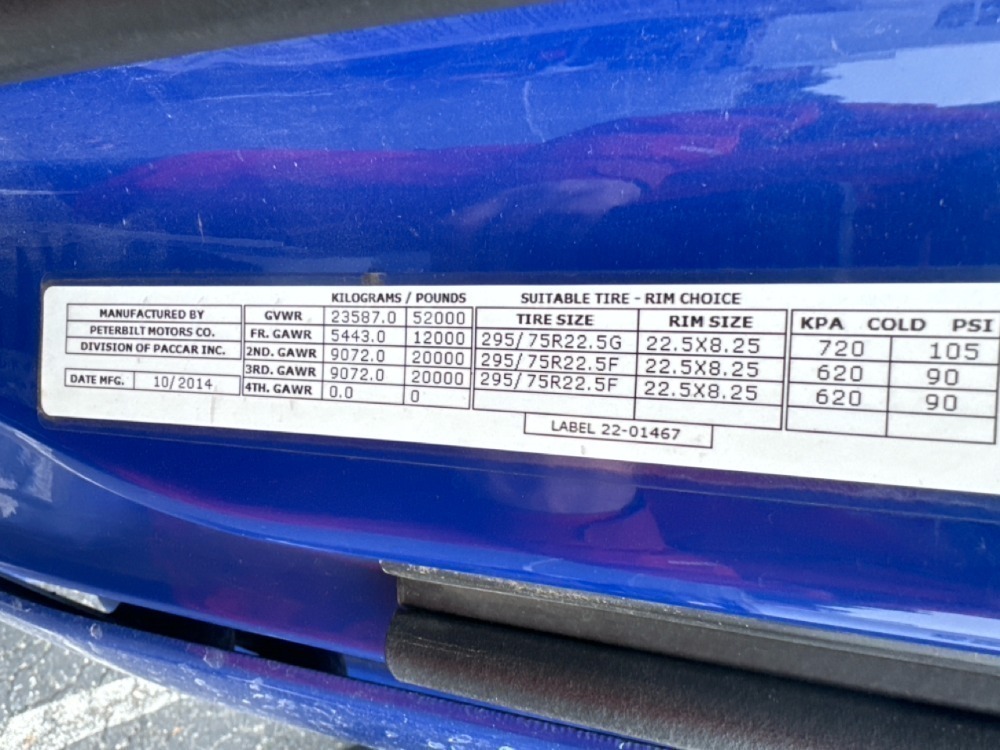 KILOGRAMS / POUNDS SUITABLE TIRE - RIM CHOICE
MANUFACTURED BY
PETERBILT MOTORS CO.
DIVISION OF PACCAR INC.
DATE MFG. 10/2014
GVWR 23587.0 52000
FR. GAWR 5443.0 12000
2ND. GAWR 9072.0 20000
3RD. GAWR 9072.0 20000
4TH. GAWR 0.0 0
TIRE SIZE RIM SIZE KPA COLD PSI
295/75R22.5G 22.5X8.25 720 105
295/75R22.5F 22.5X8.25 620 90
295/75R22.5F 22.5X8.25 620 90
LABEL 22-01467